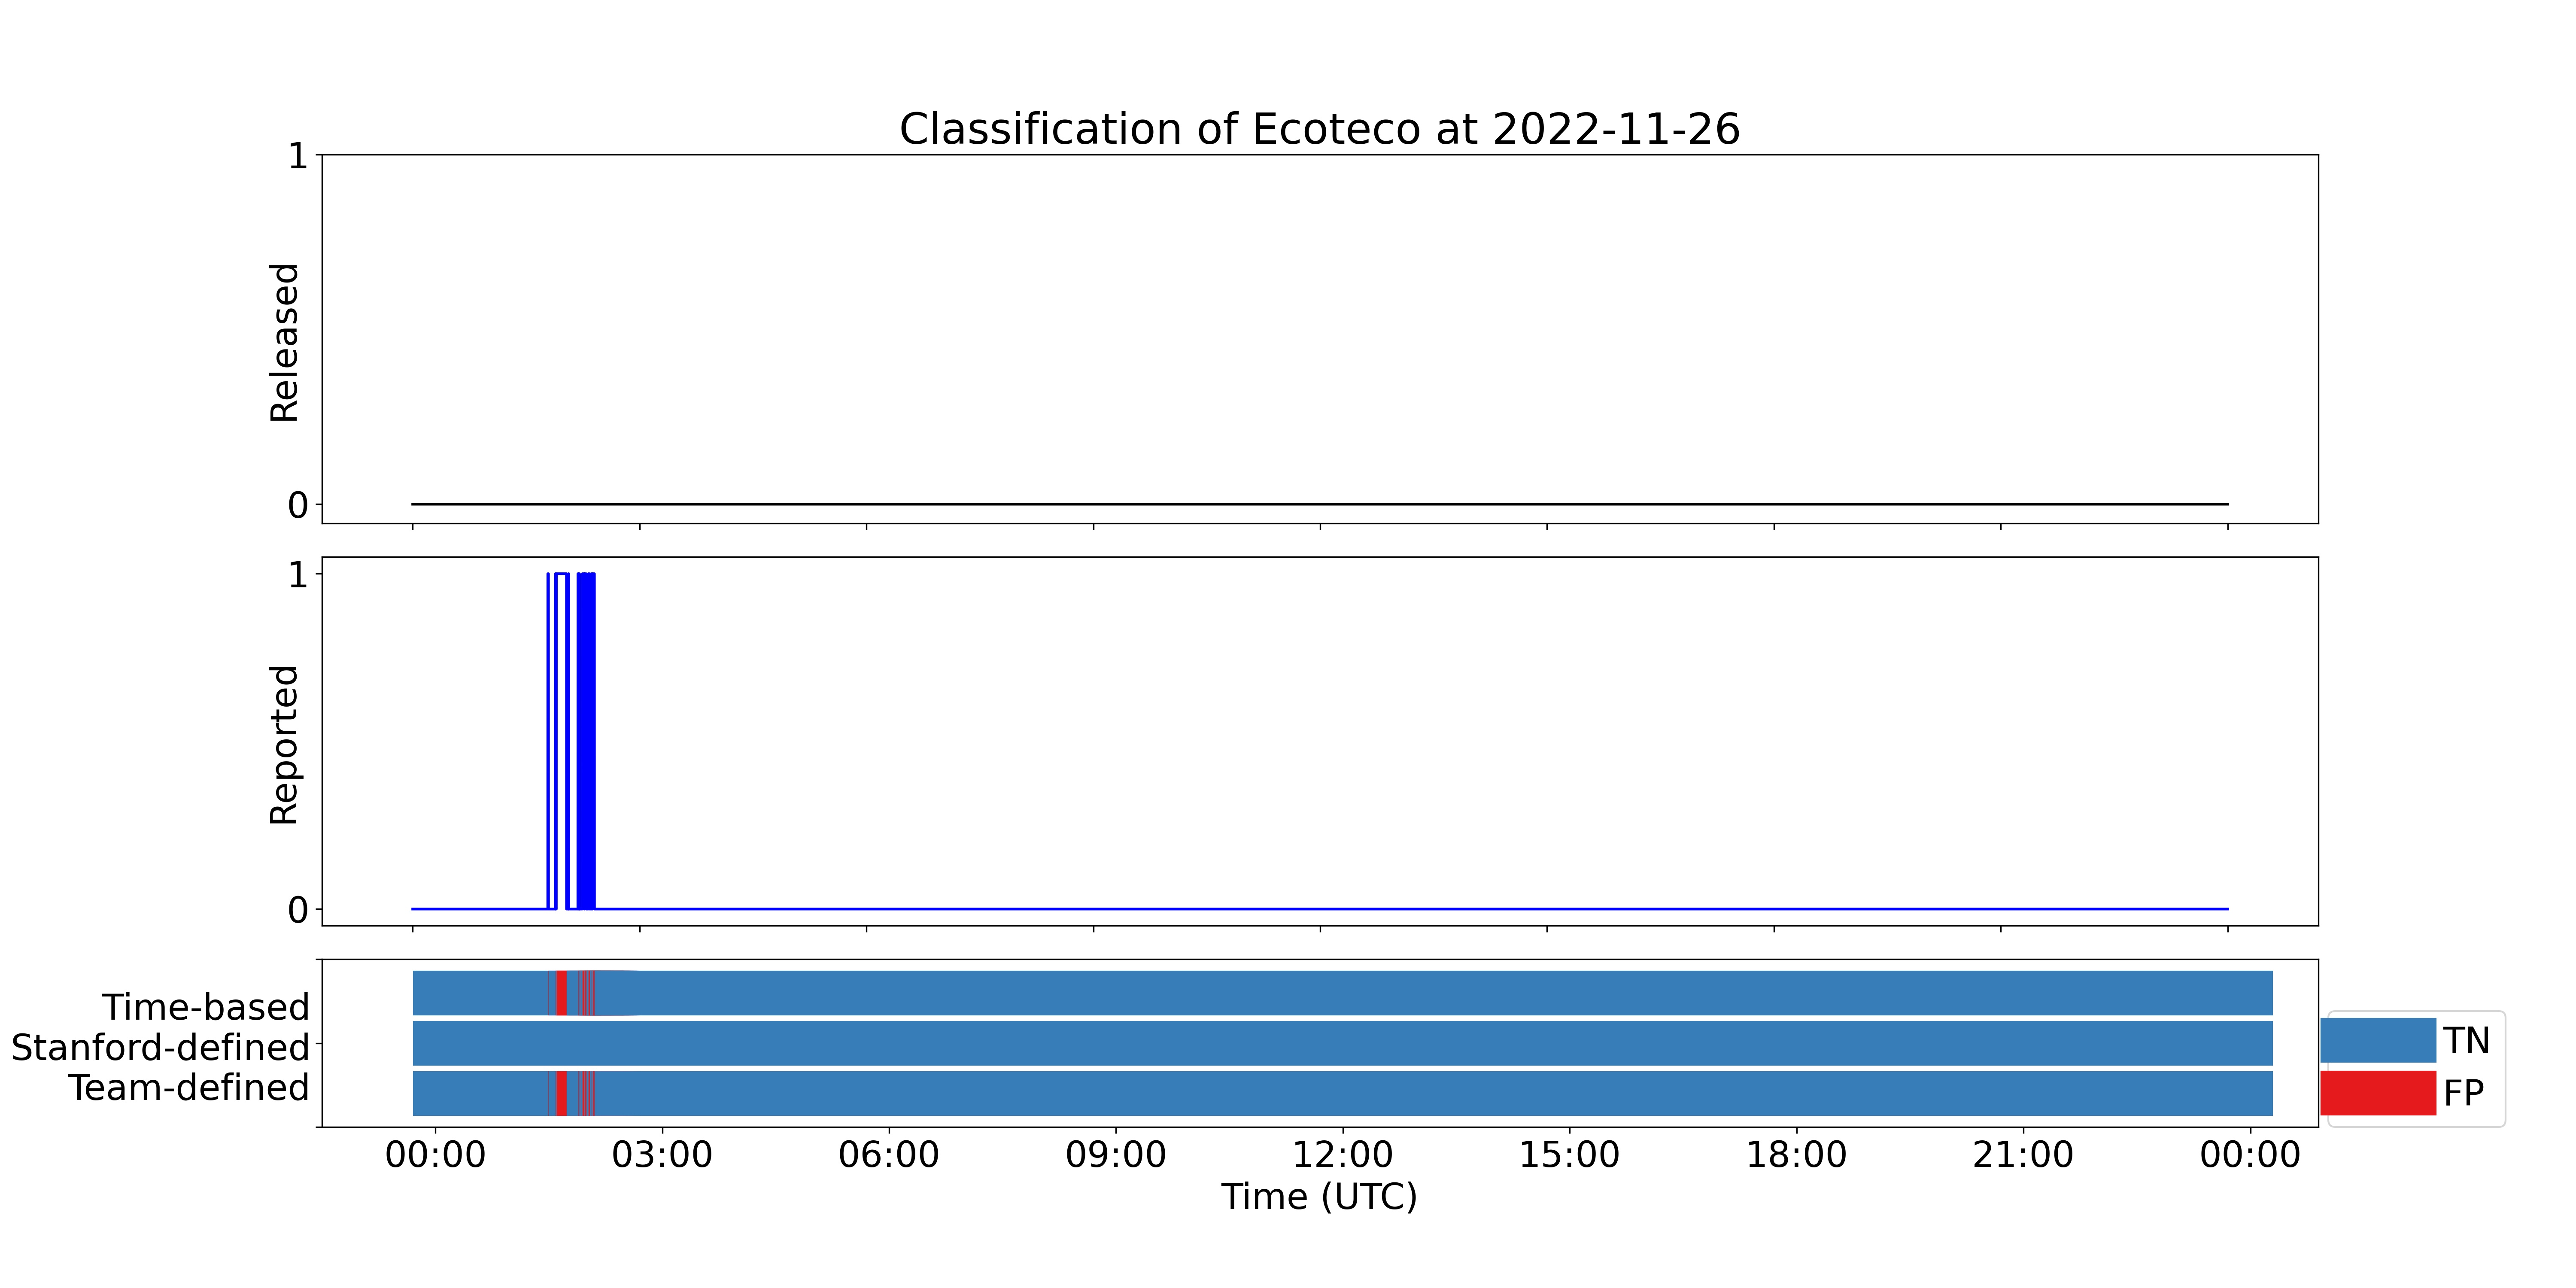 Classification of Ecoteco at 2022-11-26
1
Released
0
1
Reported
0
Time-based
Stanford-defined
Team-defined
TN
FP
00:00 03:00 06:00 09:00 12:00 15:00 18:00 21:00 00:00
Time (UTC)